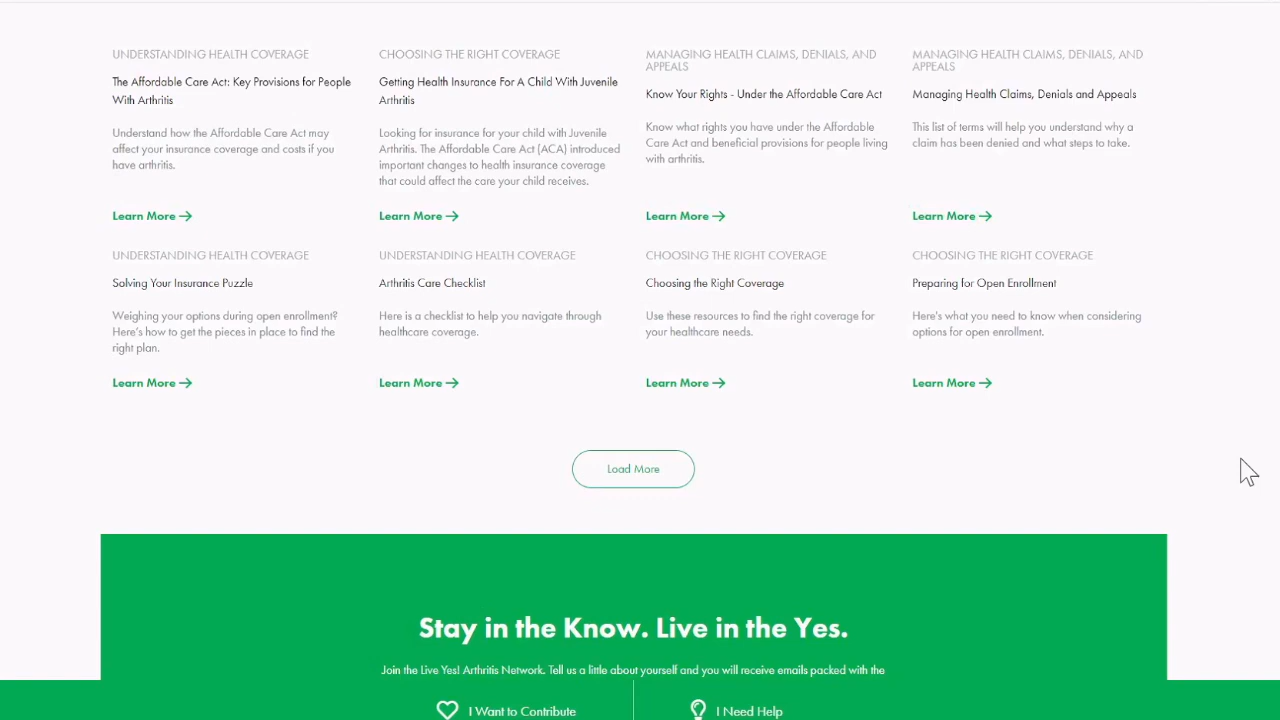 UNDERSTANDING HEALTH COVERAGE
The Affordable Care Act: Key Provisions for People
With Arthritis
Understand how the Affordable Care Act may
affect your insurance coverage and costs if you
have arthritis.
Learn More
CHOOSING THE RIGHT COVERAGE
Getting Health Insurance For A Child With Juvenile
Arthritis
Looking for insurance for your child with Juvenile
Arthritis. The Affordable Care Act (ACA) introduced
important changes to health insurance coverage
that could affect the care your child receives.
Learn More
MANAGING HEALTH CLAIMS, DENIALS, AND
APPEALS
Know Your Rights - Under the Affordable Care Act
Know what rights you have under the Affordable
Care Act and beneficial provisions for people living
with arthritis.
Learn More
MANAGING HEALTH CLAIMS, DENIALS, AND
APPEALS
Managing Health Claims, Denials and Appeals
This list of terms will help you understand why a
claim has been denied and what steps to take.
Learn More
UNDERSTANDING HEALTH COVERAGE
Solving Your Insurance Puzzle
Weighing your options during open enrollment?
Here's how to get the pieces in place to find the
right plan.
Learn More
UNDERSTANDING HEALTH COVERAGE
Arthritis Care Checklist
Here is a checklist to help you navigate through
healthcare coverage.
Learn More
CHOOSING THE RIGHT COVERAGE
Choosing the Right Coverage
Use these resources to find the right coverage for
your healthcare needs.
Learn More
CHOOSING THE RIGHT COVERAGE
Preparing for Open Enrollment
Here's what you need to know when considering
options for open enrollment.
Learn More
Load More
Stay in the Know. Live in the Yes.
Join the Live Yes! Arthritis Network. Tell us a little about yourself and you will receive emails packed with the
I Want to Contribute
I Need Help